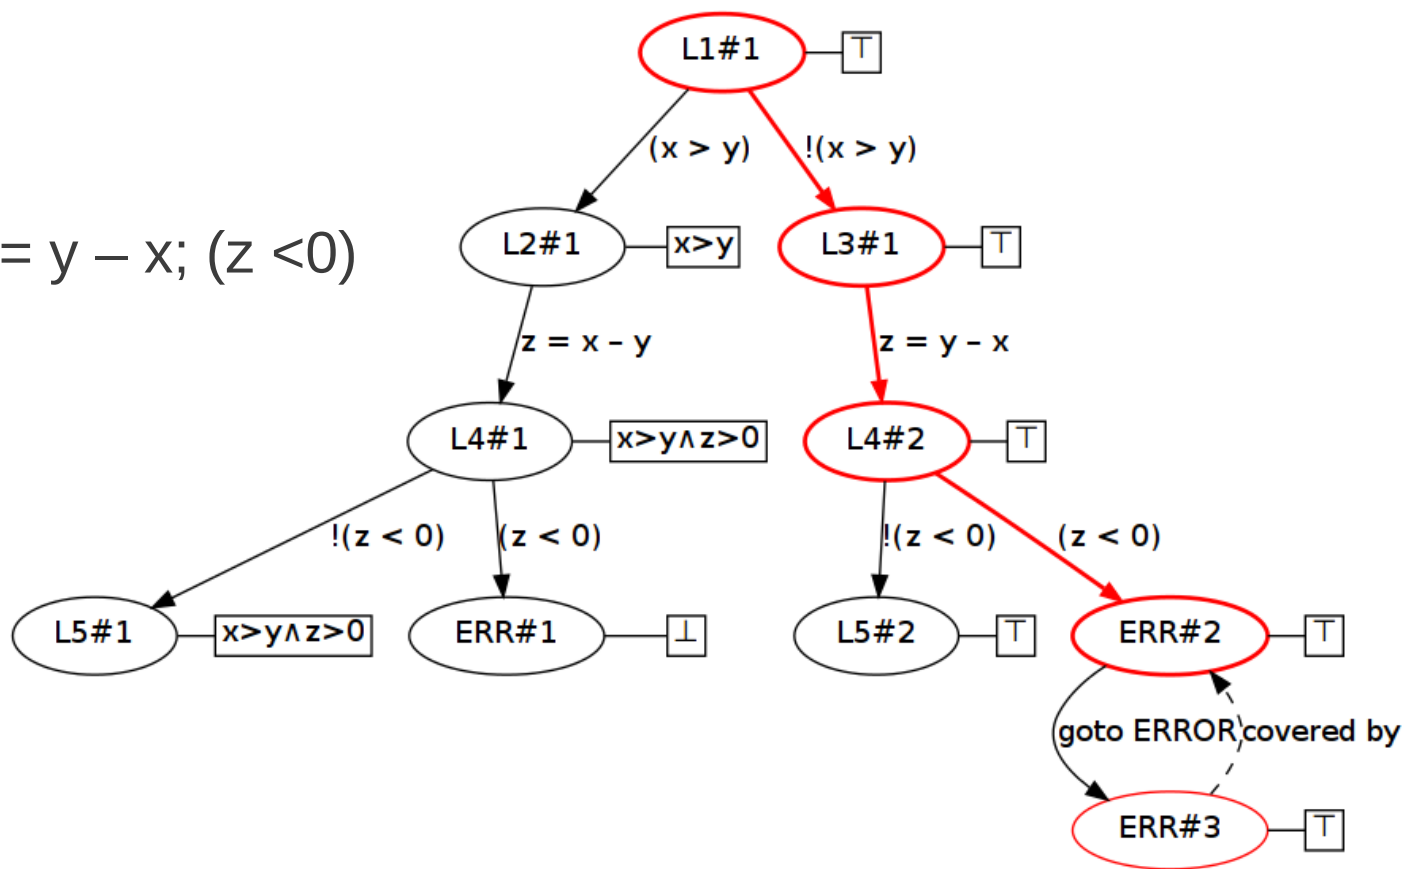 L1#1 ⊤
(x > y) !(x > y)
= y – x; (z <0)
L2#1 x>y L3#1 ⊤
z = x – y z = y – x
L4#1 x>y∧z>0 L4#2 ⊤
!(z < 0) (z < 0) !(z < 0) (z < 0)
L5#1 x>y∧z>0 ERR#1 ⊥ L5#2 ⊤ ERR#2 ⊤
goto ERROR covered by
ERR#3 ⊤